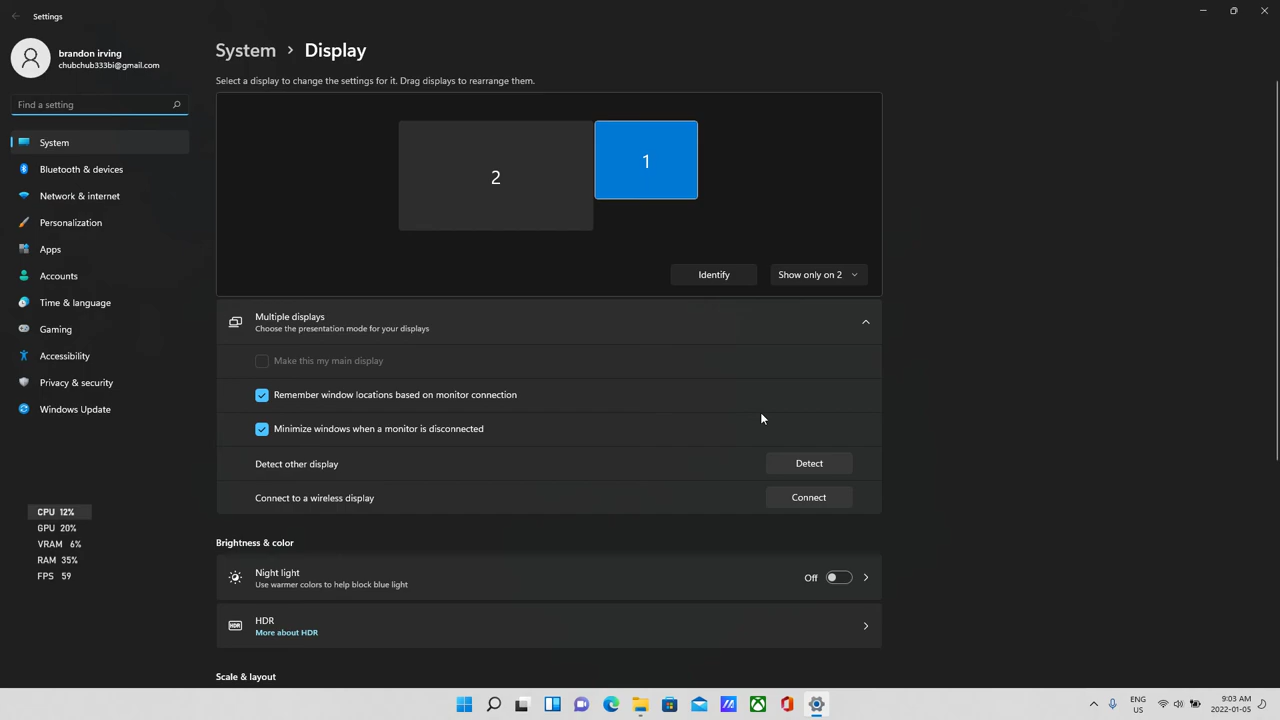 Settings
brandon irving
chubchub333bi@gmail.com
Find a setting
System
Bluetooth & devices
Network & internet
Personalization
Apps
Accounts
Time & language
Gaming
Accessibility
Privacy & security
Windows Update
CPU 12%
GPU 20%
VRAM 6%
RAM 35%
FPS 59
System > Display
Select a display to change the settings for it. Drag displays to rearrange them.
2
1
Identify
Show only on 2
Multiple displays
Choose the presentation mode for your displays
Make this my main display
Remember window locations based on monitor connection
Minimize windows when a monitor is disconnected
Detect other display
Detect
Connect to a wireless display
Connect
Brightness & color
Night light
Use warmer colors to help block blue light
Off
HDR
HDR
More about HDR
Scale & layout
ENG
US
9:03 AM
2022-01-05